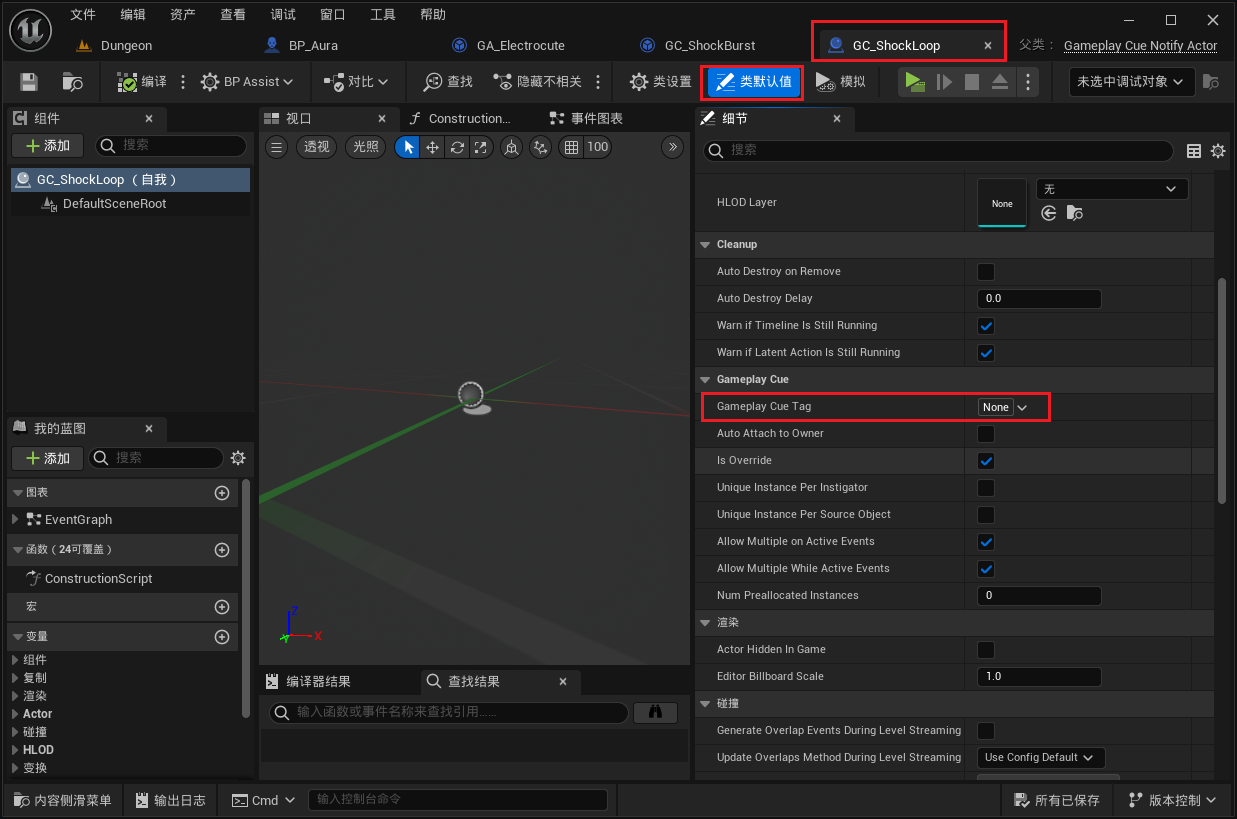 文件 编辑 资产 查看 调试 窗口 工具 帮助
Dungeon BP_Aura GA_Electrocute GC_ShockBurst GC_ShockLoop 父类： Gameplay Cue Notify Actor
编译 BP Assist 对比 查找 隐藏不相关 类设置 类默认值 模拟 未选中调试对象
组件
添加 搜索
GC_ShockLoop （自我）
DefaultSceneRoot
视口 Construction... 事件图表
透视 光照 100
细节
搜索
HLOD Layer None 无
Cleanup
Auto Destroy on Remove
Auto Destroy Delay 0.0
Warn if Timeline Is Still Running
Warn if Latent Action Is Still Running
Gameplay Cue
Gameplay Cue Tag None
Auto Attach to Owner
Is Override
Unique Instance Per Instigator
Unique Instance Per Source Object
Allow Multiple on Active Events
Allow Multiple While Active Events
Num Preallocated Instances 0
渲染
Actor Hidden In Game
Editor Billboard Scale 1.0
碰撞
Generate Overlap Events During Level Streaming
Update Overlaps Method During Level Streaming Use Config Default
我的蓝图
添加 搜索
图表
EventGraph
函数（24可覆盖）
ConstructionScript
宏
变量
组件
复制
渲染
Actor
碰撞
HLOD
变换
Z
X
Y
编译器结果 查找结果
输入函数或事件名称来查找引用......
内容侧滑菜单 输出日志 Cmd 输入控制台命令 所有已保存 版本控制